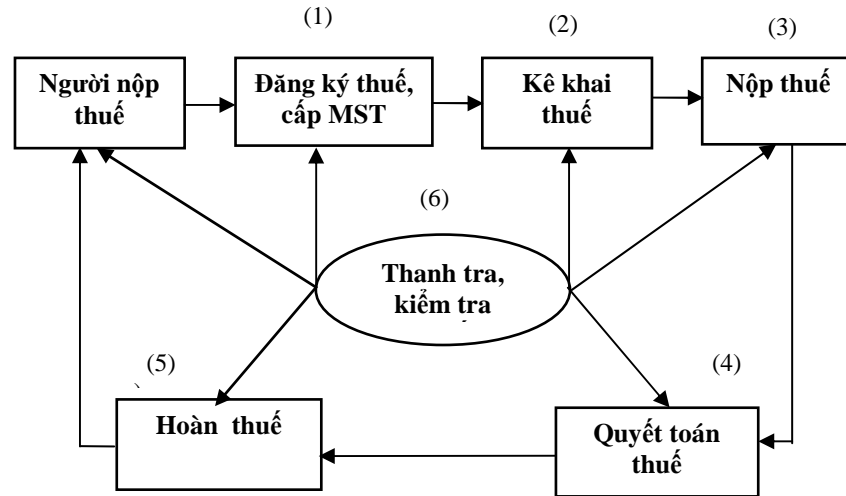 (1)
(2)
(3)
Người nộp
thuế
Đăng ký thuế,
cấp MST
Kê khai
thuế
Nộp thuế
(6)
Thanh tra,
kiểm tra
(5)
(4)
Hoàn thuế
Quyết toán
thuế